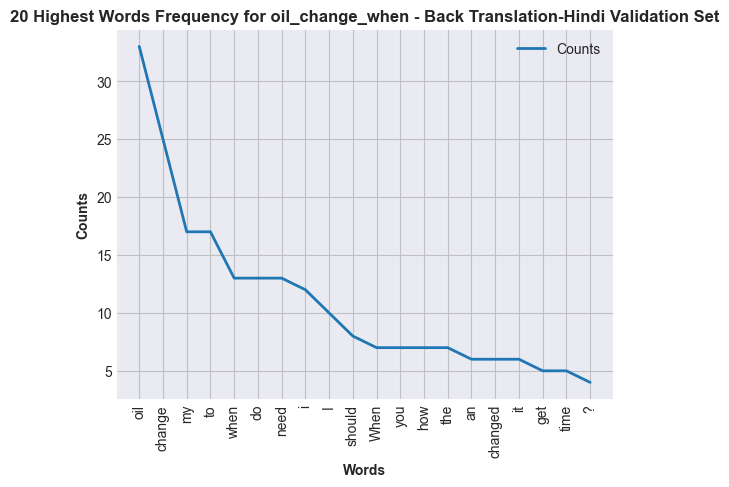 20 Highest Words Frequency for oil_change_when - Back Translation-Hindi Validation Set
Counts
Counts
30
25
20
15
10
5
oil
change
my
to
when
do
need
i
I
should
When
you
how
the
an
changed
it
get
time
?
Words